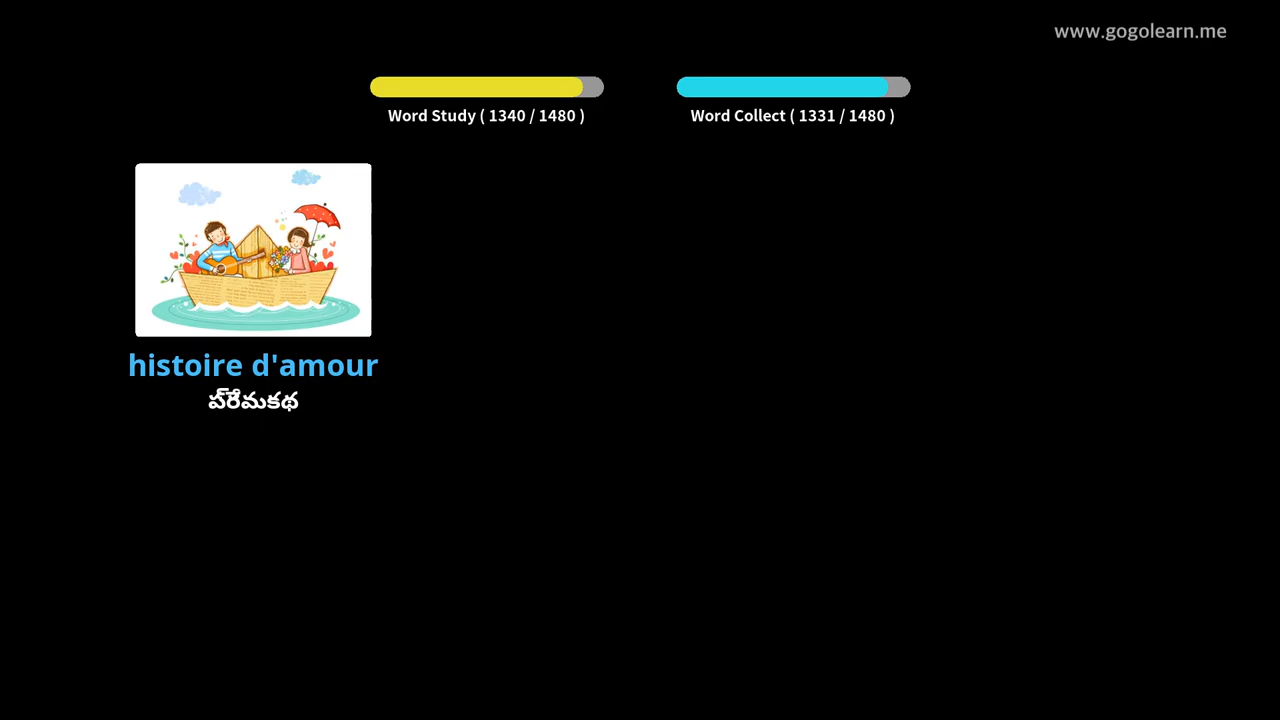 www.gogolearn.me
Word Study ( 1340 / 1480 )
Word Collect ( 1331 / 1480 )
histoire d'amour
ప్రేమకథ